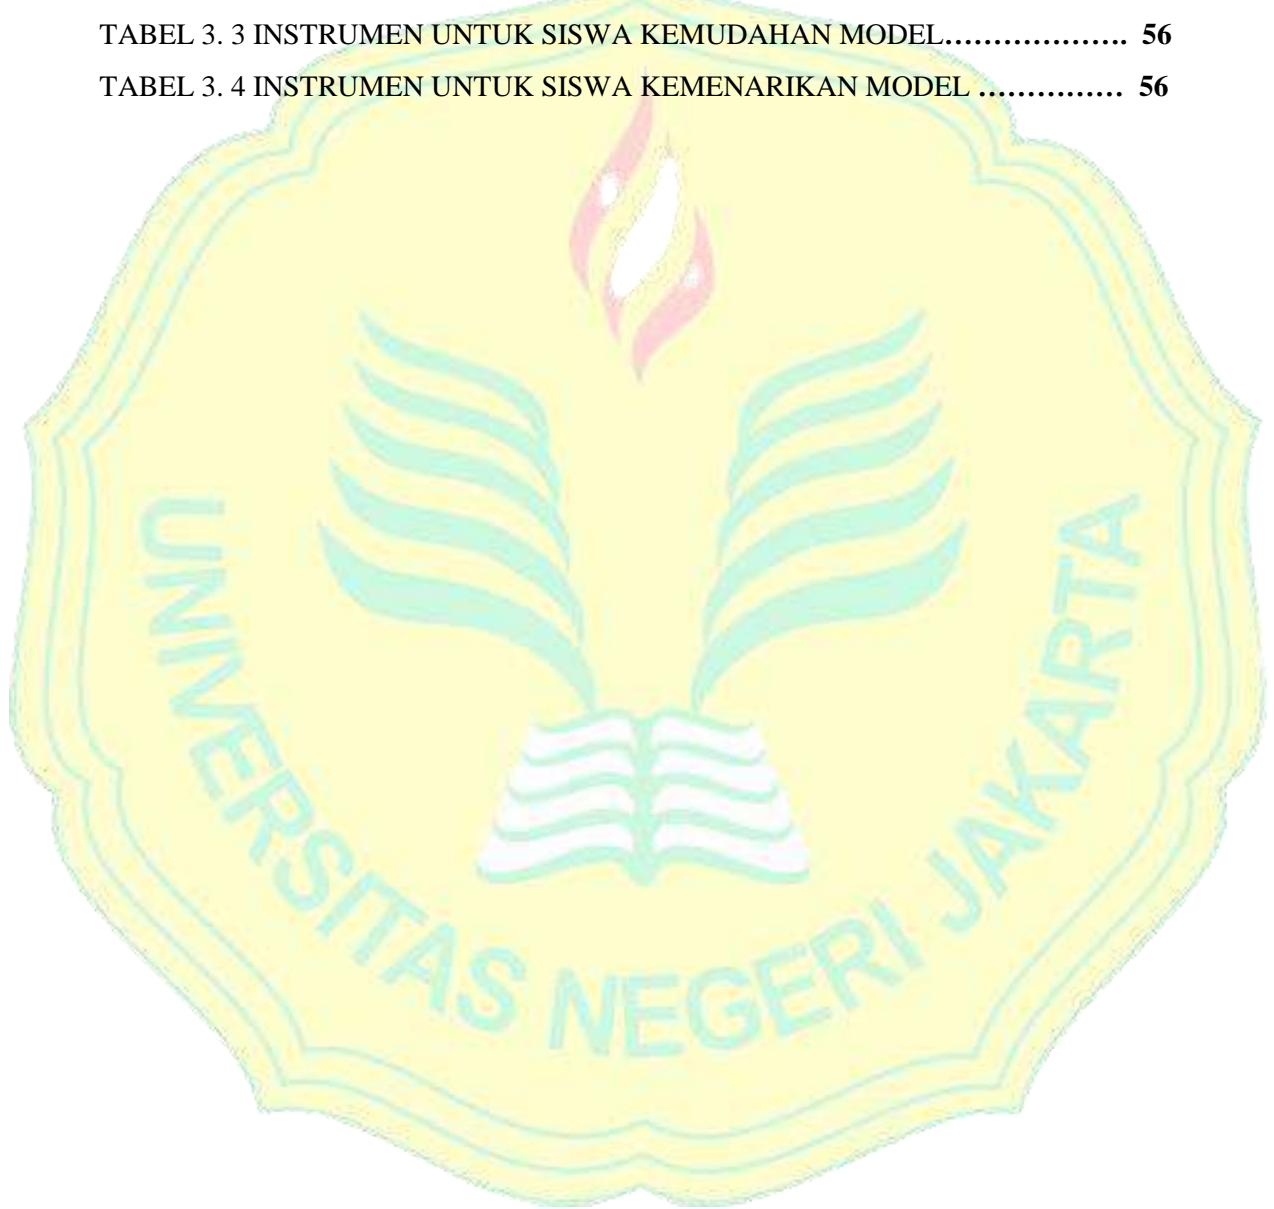 TABEL 3. 3 INSTRUMEN UNTUK SISWA KEMUDAHAN MODEL……………….. 56
TABEL 3. 4 INSTRUMEN UNTUK SISWA KEMENARIKAN MODEL …………… 56
UNIVERSITAS NEGERI JAKARTA